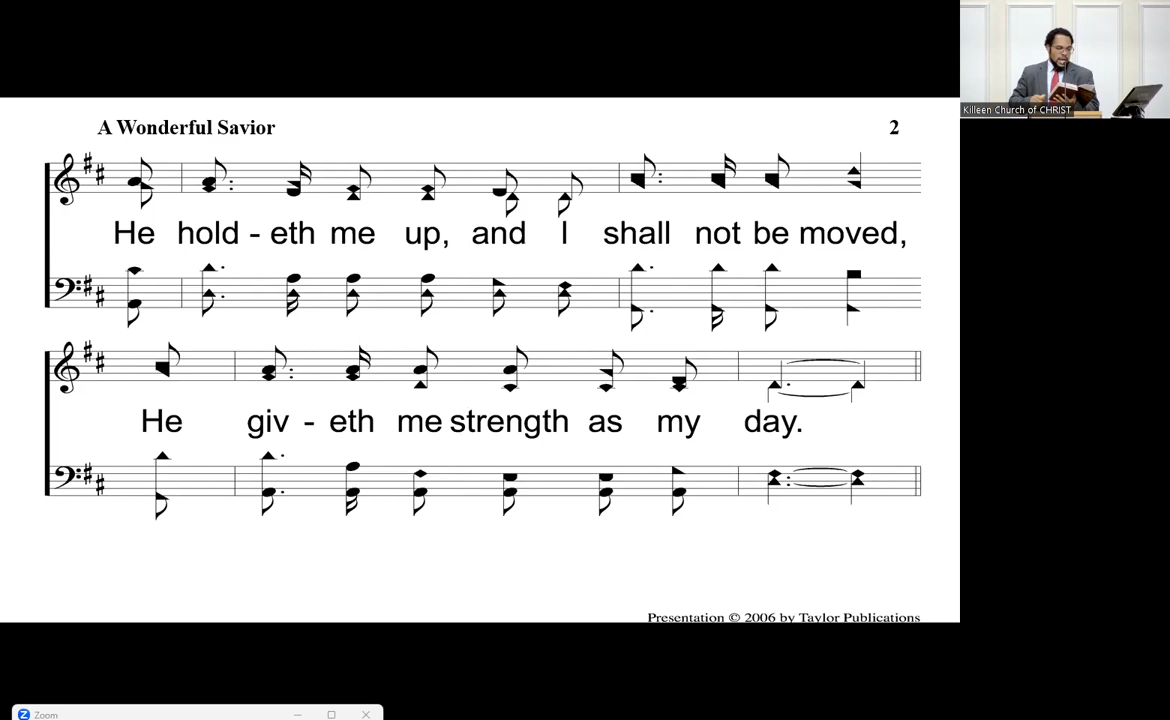 Killeen Church of CHRIST
A Wonderful Savior 2
He hold - eth me up, and I shall not be moved,
He giv - eth me strength as my day.
Presentation © 2006 by Taylor Publications
Zoom